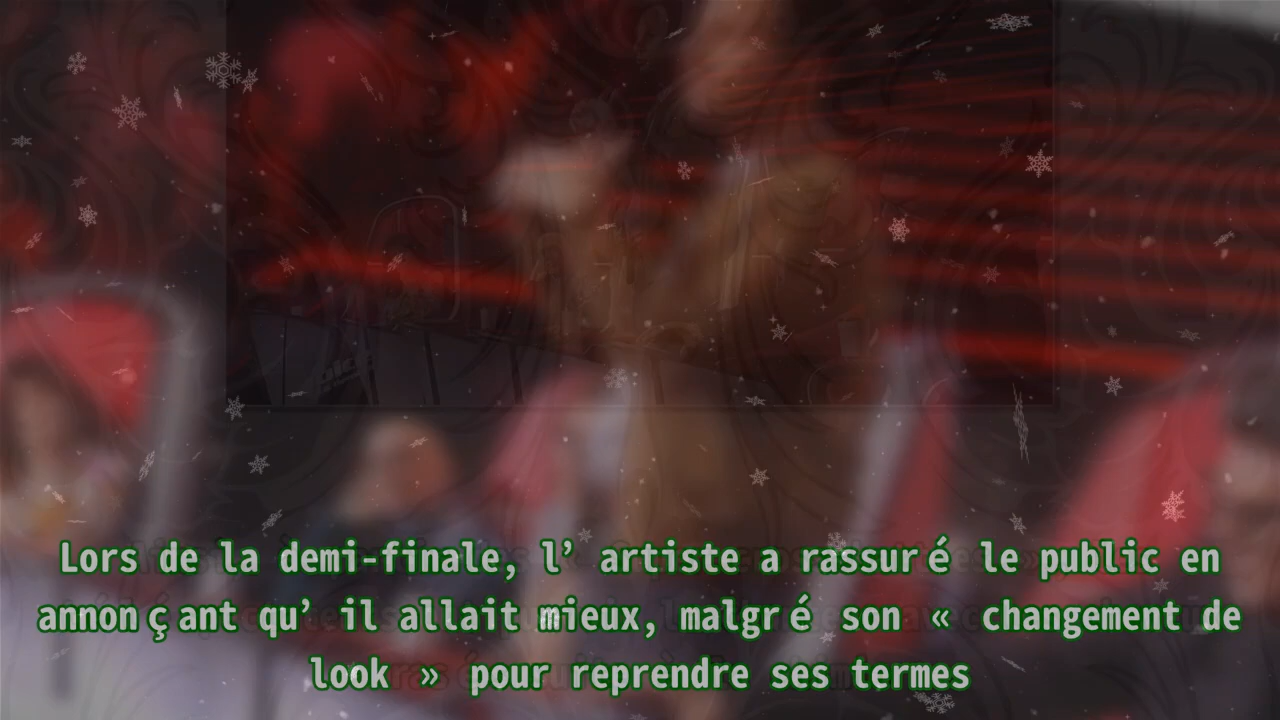 Lors de la demi-finale, l’ artiste a rassuré le public en
annonçant qu’ il allait mieux, malgré son « changement de
look » pour reprendre ses termes